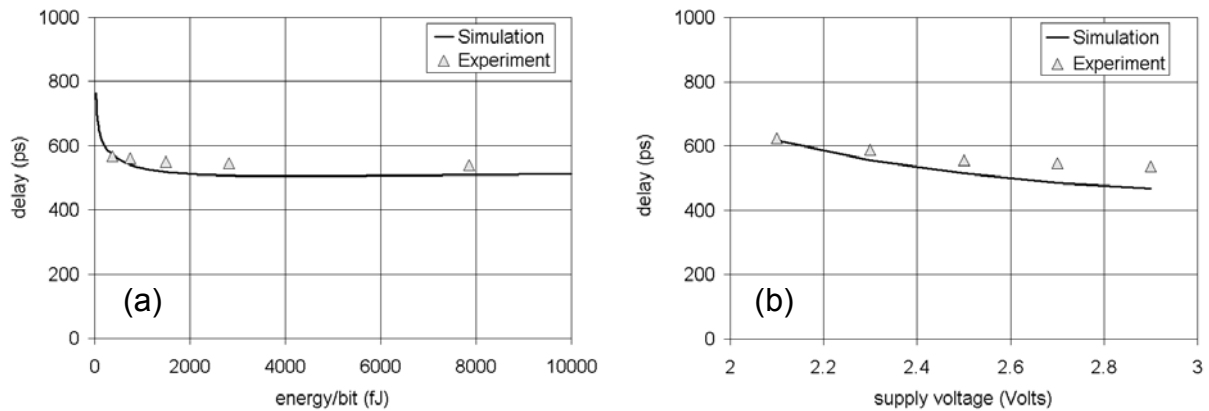 1000
800
600
400
200
0
delay (ps)
Simulation
Experiment
(a)
0 2000 4000 6000 8000 10000
energy/bit (fJ)
1000
800
600
400
200
0
delay (ps)
Simulation
Experiment
(b)
2 2.2 2.4 2.6 2.8 3
supply voltage (Volts)